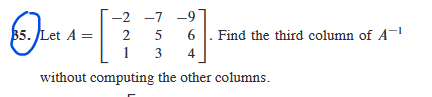 35. Let A = [ -2 -7 -9
2 5 6
1 3 4 ]. Find the third column of A⁻¹
without computing the other columns.